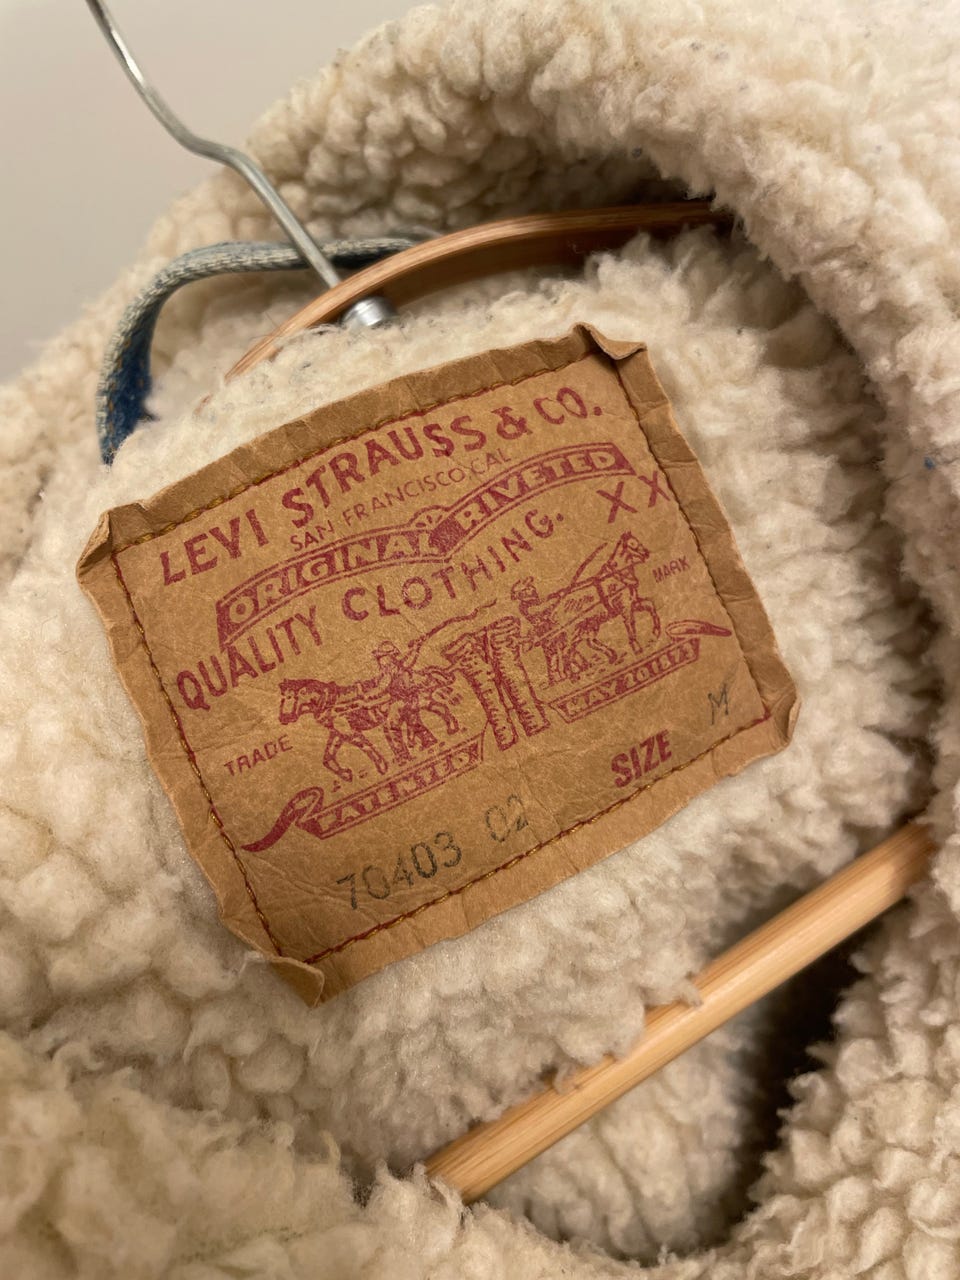 LEVI STRAUSS & CO.
SAN FRANCISCO CAL
ORIGINAL RIVETED
QUALITY CLOTHING. XX
TRADE MARK
PATENTED MAY 20 1873
SIZE M
70403 02